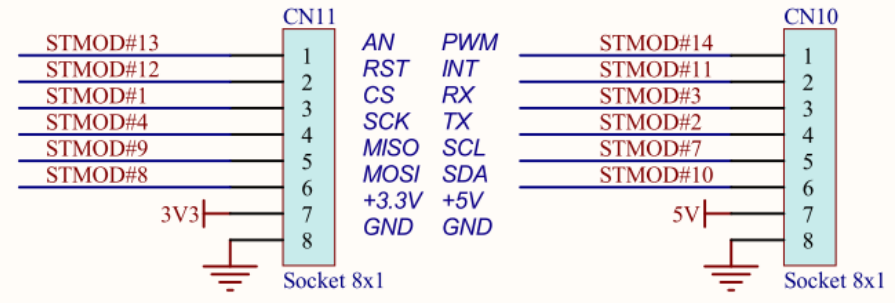 CN11 CN10
STMOD#13 1 AN PWM STMOD#14 1
STMOD#12 2 RST INT STMOD#11 2
STMOD#1 3 CS RX STMOD#3 3
STMOD#4 4 SCK TX STMOD#2 4
STMOD#9 5 MISO SCL STMOD#7 5
STMOD#8 6 MOSI SDA STMOD#10 6
3V3 7 +3.3V +5V 5V 7
8 GND GND 8
Socket 8x1 Socket 8x1